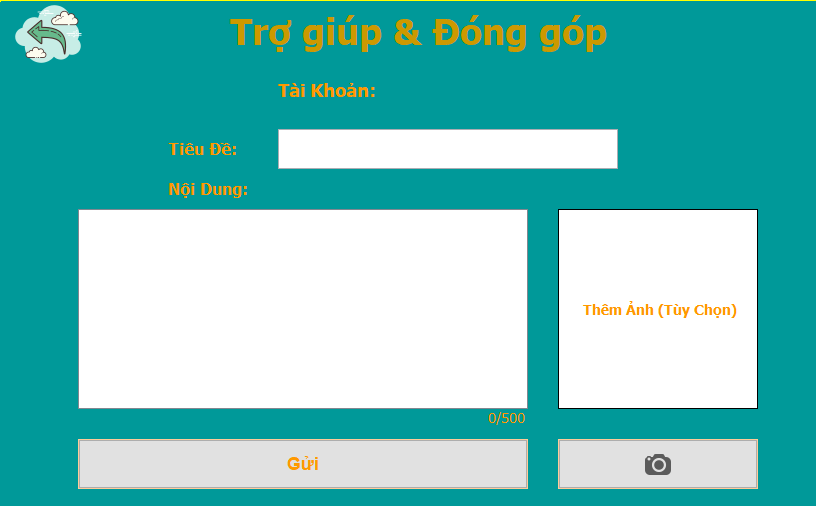 Trợ giúp & Đóng góp
Tài Khoản:
Tiêu Đề:
Nội Dung:
Thêm Ảnh (Tùy Chọn)
0/500
Gửi